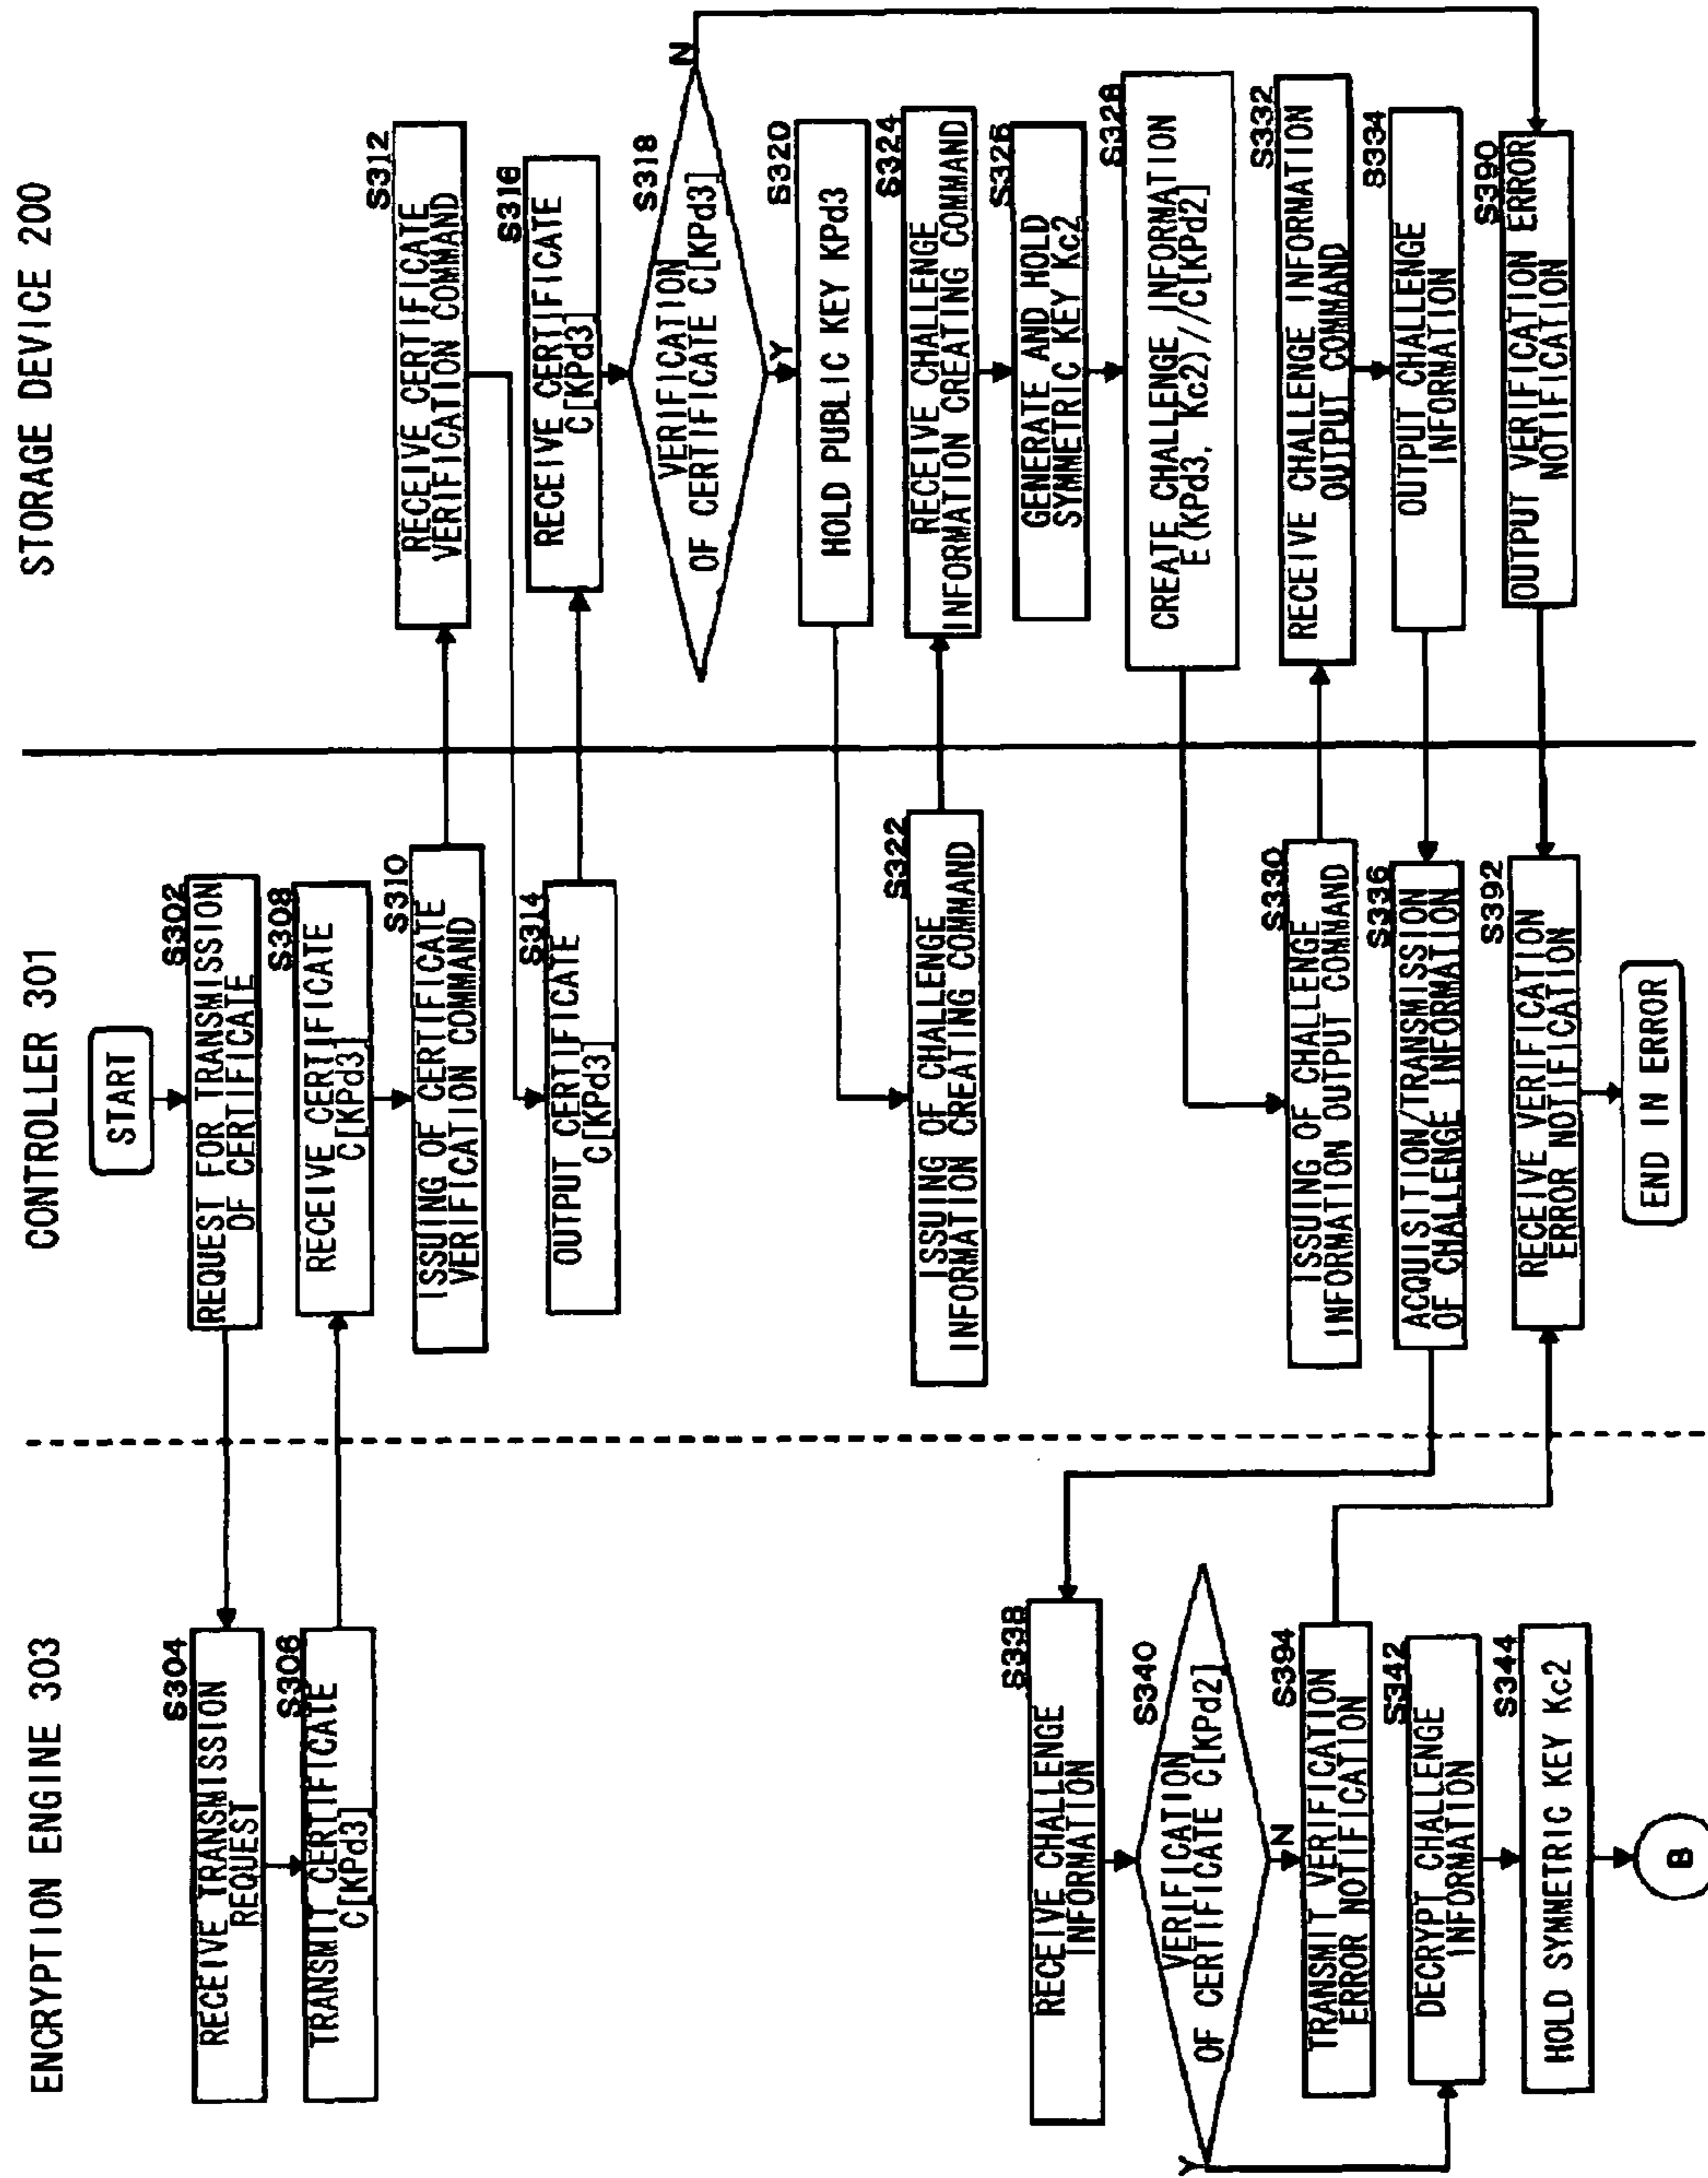 ENCRYPTION ENGINE 303
CONTROLLER 301
STORAGE DEVICE 200
START
S302
REQUEST FOR TRANSMISSION
OF CERTIFICATE
S304
RECEIVE TRANSMISSION
REQUEST
S306
TRANSMIT CERTIFICATE
C[KPd3]
S308
RECEIVE CERTIFICATE
C[KPd3]
S310
ISSUING OF CERTIFICATE
VERIFICATION COMMAND
S312
RECEIVE CERTIFICATE
VERIFICATION COMMAND
S314
OUTPUT CERTIFICATE
C[KPd3]
S316
RECEIVE CERTIFICATE
C[KPd3]
S318
VERIFICATION
OF CERTIFICATE C[KPd3]
N
Y
S320
HOLD PUBLIC KEY KPd3
S322
ISSUING OF CHALLENGE
INFORMATION CREATING COMMAND
S324
RECEIVE CHALLENGE
INFORMATION CREATING COMMAND
S326
GENERATE AND HOLD
SYMMETRIC KEY Kc2
S328
CREATE CHALLENGE INFORMATION
E(KPd3, Kc2)//C[KPd2]
S330
ISSUING OF CHALLENGE
INFORMATION OUTPUT COMMAND
S332
RECEIVE CHALLENGE INFORMATION
OUTPUT COMMAND
S334
OUTPUT CHALLENGE
INFORMATION
S336
ACQUISITION/TRANSMISSION
OF CHALLENGE INFORMATION
S338
RECEIVE CHALLENGE
INFORMATION
S340
VERIFICATION
OF CERTIFICATE C[KPd2]
Y
N
S394
TRANSMIT VERIFICATION
ERROR NOTIFICATION
S342
DECRYPT CHALLENGE
INFORMATION
S344
HOLD SYMMETRIC KEY Kc2
B
S390
OUTPUT VERIFICATION ERROR
NOTIFICATION
S392
RECEIVE VERIFICATION
ERROR NOTIFICATION
END IN ERROR